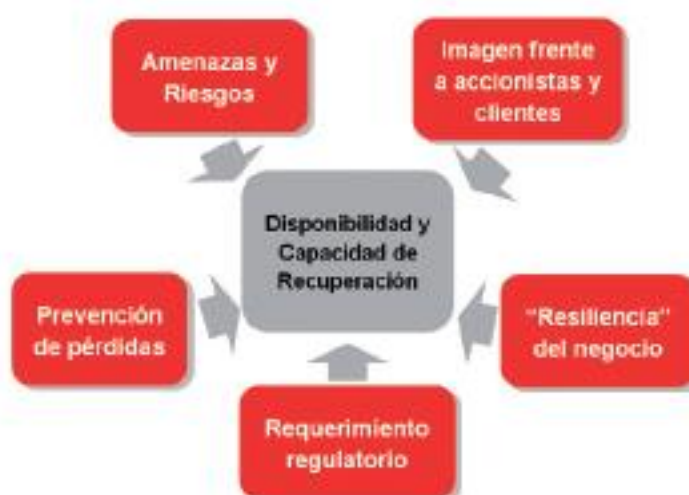 Amenazas y
Riesgos
Imagen frente
a accionistas y
clientes
Disponibilidad y
Capacidad de
Recuperación
Prevención
de pérdidas
"Resiliencia"
del negocio
Requerimiento
regulatorio